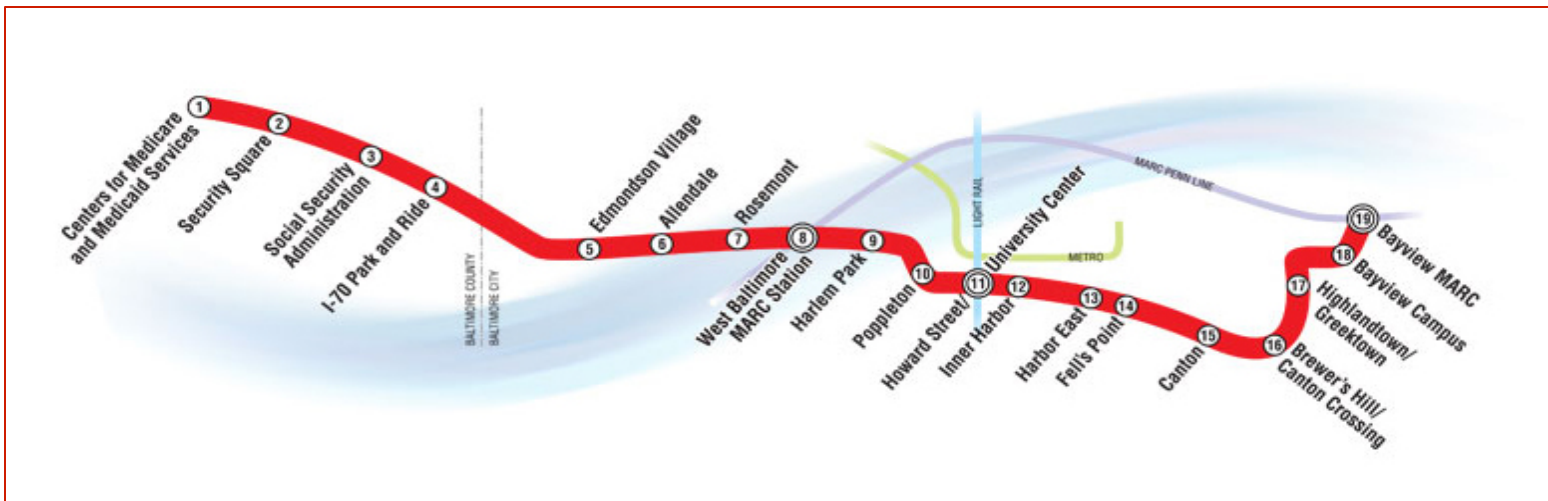 1
Centers for Medicare
and Medicaid Services
2
Security Square
3
Social Security
Administration
4
I-70 Park and Ride
BALTIMORE COUNTY
BALTIMORE CITY
5
Edmondson Village
6
Allendale
7
Rosemont
8
West Baltimore
MARC Station
9
Harlem Park
10
Poppleton
11
Howard Street/
University Center
LIGHT RAIL
METRO
MARC PENN LINE
12
Inner Harbor
13
Harbor East
14
Fell's Point
15
Canton
16
Brewer's Hill/
Canton Crossing
17
Highlandtown/
Greektown
18
Bayview Campus
19
Bayview MARC